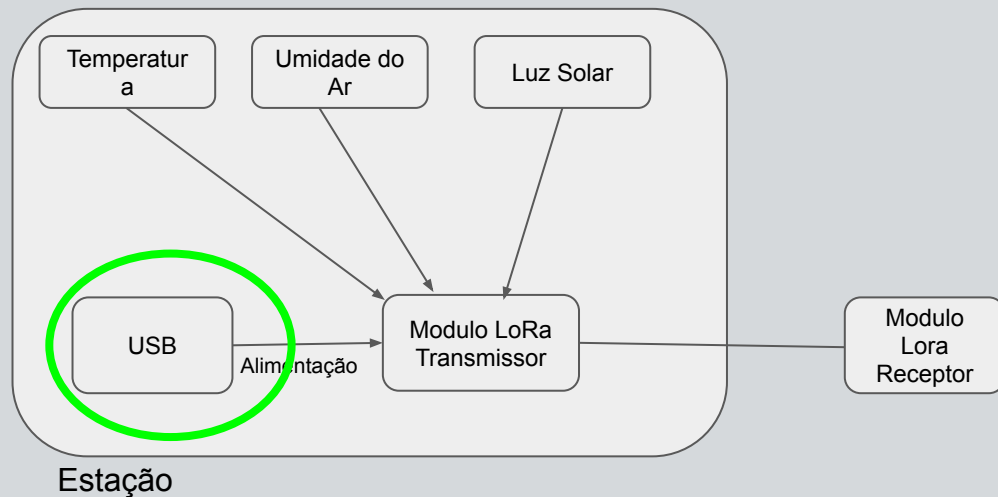 Temperatur
a
Umidade do
Ar
Luz Solar
USB
Alimentação
Modulo LoRa
Transmissor
Modulo
Lora
Receptor
Estação